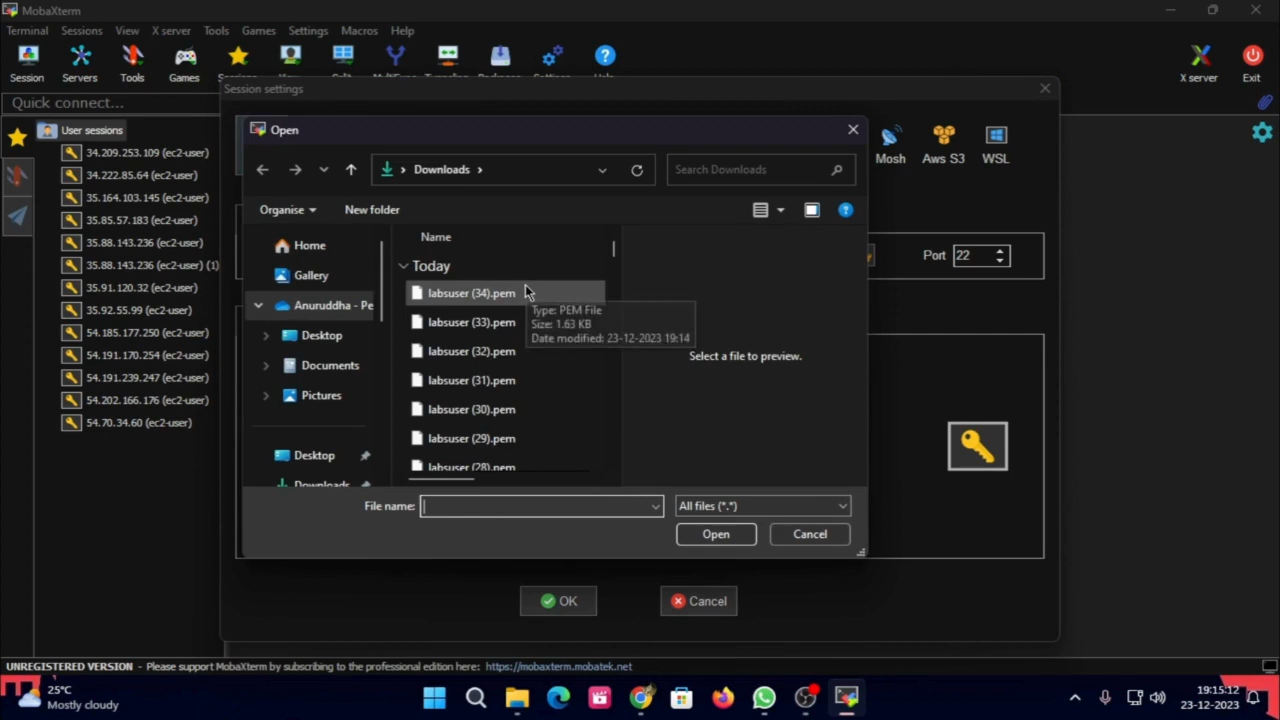 MobaXterm
Terminal Sessions View X server Tools Games Settings Macros Help
Session Servers Tools Games X server Exit
Quick connect...
Session settings
User sessions
34.209.253.109 (ec2-user)
34.222.85.64 (ec2-user)
35.164.103.145 (ec2-user)
35.85.57.183 (ec2-user)
35.88.143.236 (ec2-user)
35.88.143.236 (ec2-user) (1)
35.91.120.32 (ec2-user)
35.92.55.99 (ec2-user)
54.185.177.250 (ec2-user)
54.191.170.254 (ec2-user)
54.191.239.247 (ec2-user)
54.202.166.176 (ec2-user)
54.70.34.60 (ec2-user)
Open
Mosh Aws S3 WSL
Downloads
Search Downloads
Organise New folder
Port 22
Home
Gallery
Anuruddha - Pe
Desktop
Documents
Pictures
Desktop
Downloads
Name
Today
labsuser (34).pem
labsuser (33).pem
labsuser (32).pem
labsuser (31).pem
labsuser (30).pem
labsuser (29).pem
labsuser (28).pem
Type: PEM File
Size: 1.63 KB
Date modified: 23-12-2023 19:14
Select a file to preview.
File name: All files (*.*)
Open Cancel
OK Cancel
UNREGISTERED VERSION - Please support MobaXterm by subscribing to the professional edition here: https://mobaxterm.mobatek.net
25°C
Mostly cloudy
19:15:12
23-12-2023